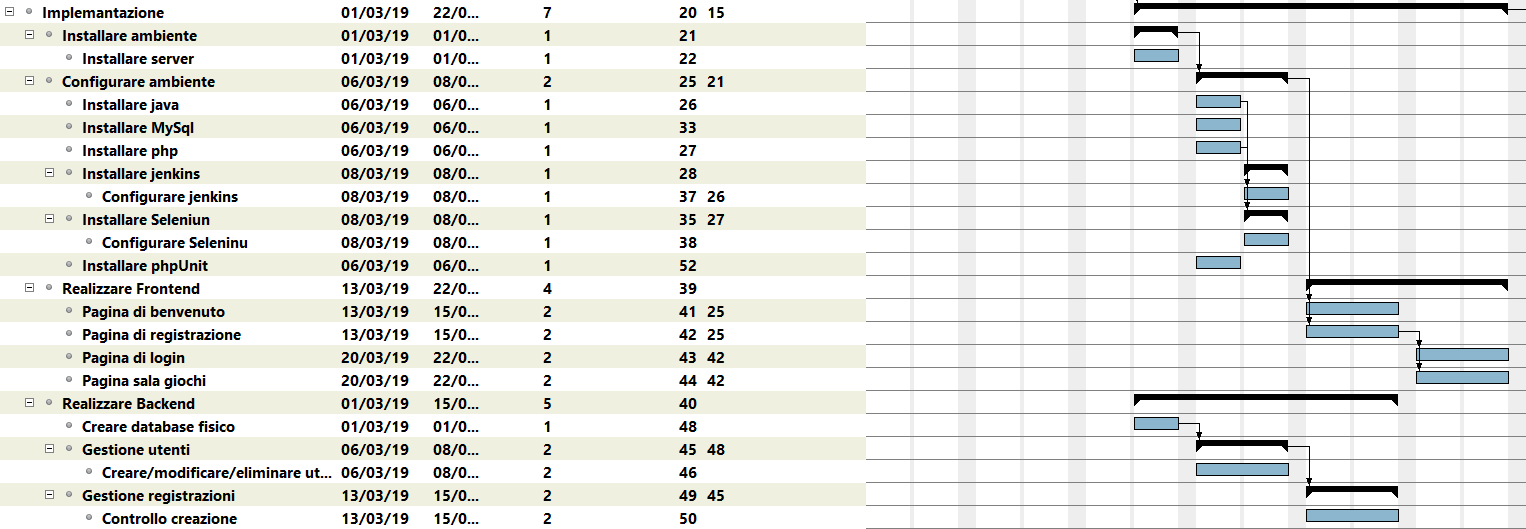 Implemantazione 01/03/19 22/0... 7 20 15
Installare ambiente 01/03/19 01/0... 1 21
Installare server 01/03/19 01/0... 1 22
Configurare ambiente 06/03/19 08/0... 2 25 21
Installare java 06/03/19 06/0... 1 26
Installare MySql 06/03/19 06/0... 1 33
Installare php 06/03/19 06/0... 1 27
Installare jenkins 08/03/19 08/0... 1 28
Configurare jenkins 08/03/19 08/0... 1 37 26
Installare Seleniun 08/03/19 08/0... 1 35 27
Configurare Seleninu 08/03/19 08/0... 1 38
Installare phpUnit 06/03/19 06/0... 1 52
Realizzare Frontend 13/03/19 22/0... 4 39
Pagina di benvenuto 13/03/19 15/0... 2 41 25
Pagina di registrazione 13/03/19 15/0... 2 42 25
Pagina di login 20/03/19 22/0... 2 43 42
Pagina sala giochi 20/03/19 22/0... 2 44 42
Realizzare Backend 01/03/19 15/0... 5 40
Creare database fisico 01/03/19 01/0... 1 48
Gestione utenti 06/03/19 08/0... 2 45 48
Creare/modificare/eliminare ut... 06/03/19 08/0... 2 46
Gestione registrazioni 13/03/19 15/0... 2 49 45
Controllo creazione 13/03/19 15/0... 2 50